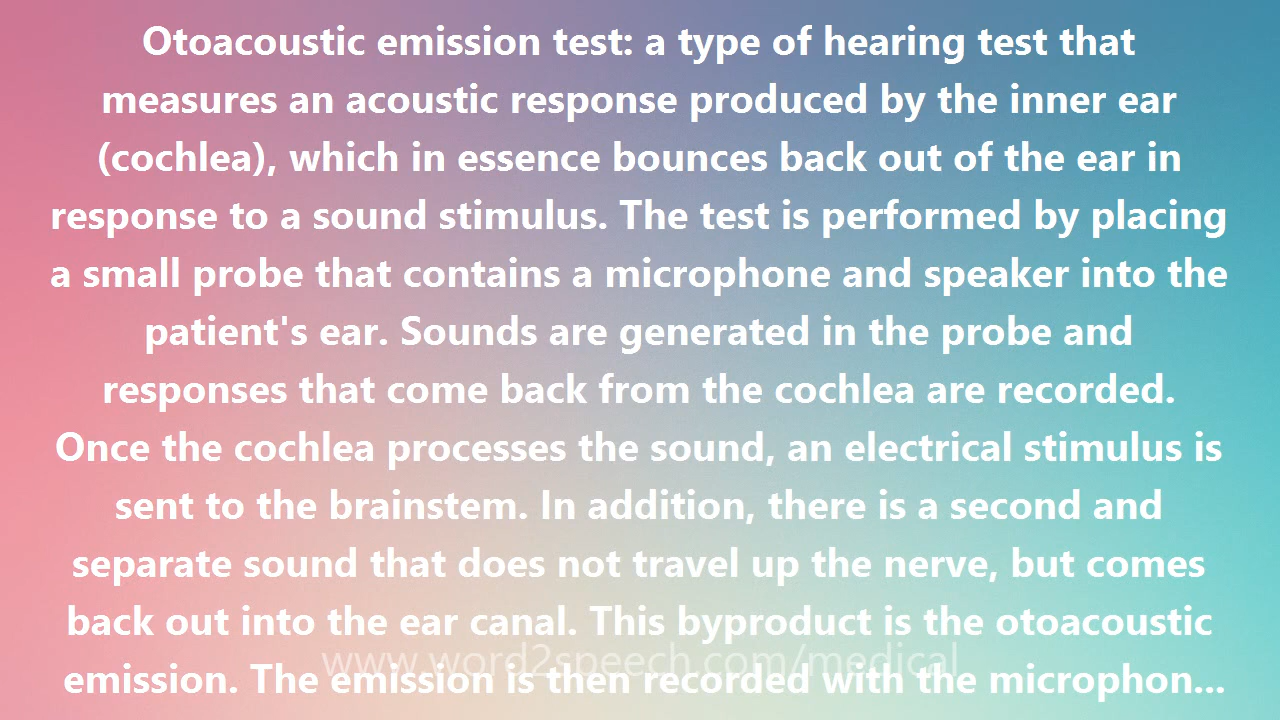 Otoacoustic emission test: a type of hearing test that
measures an acoustic response produced by the inner ear
(cochlea), which in essence bounces back out of the ear in
response to a sound stimulus. The test is performed by placing
a small probe that contains a microphone and speaker into the
patient's ear. Sounds are generated in the probe and
responses that come back from the cochlea are recorded.
Once the cochlea processes the sound, an electrical stimulus is
sent to the brainstem. In addition, there is a second and
separate sound that does not travel up the nerve, but comes
back out into the ear canal. This byproduct is the otoacoustic
www.word2speech.com/medical
emission. The emission is then recorded with the microphon...